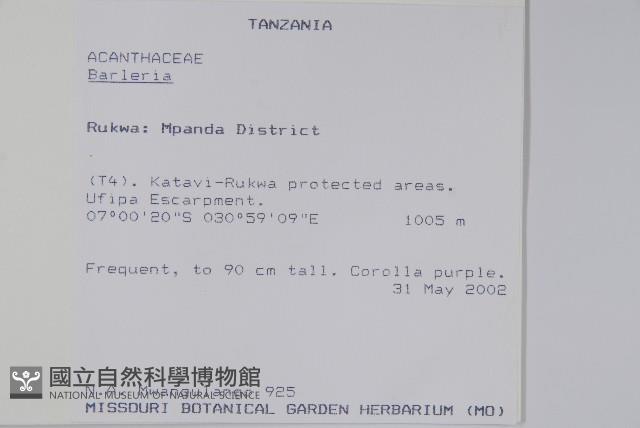 TANZANIA
ACANTHACEAE
Barleria
Rukwa: Mpanda District
(T4). Katavi-Rukwa protected areas.
Ufipa Escarpment.
07°00'20"S 030°59'09"E 1005 m
Frequent, to 90 cm tall. Corolla purple.
31 May 2002
國立自然科學博物館
N.A. 925
NATIONAL MUSEUM OF NATURAL SCIENCE
MISSOURI BOTANICAL GARDEN HERBARIUM (MO)